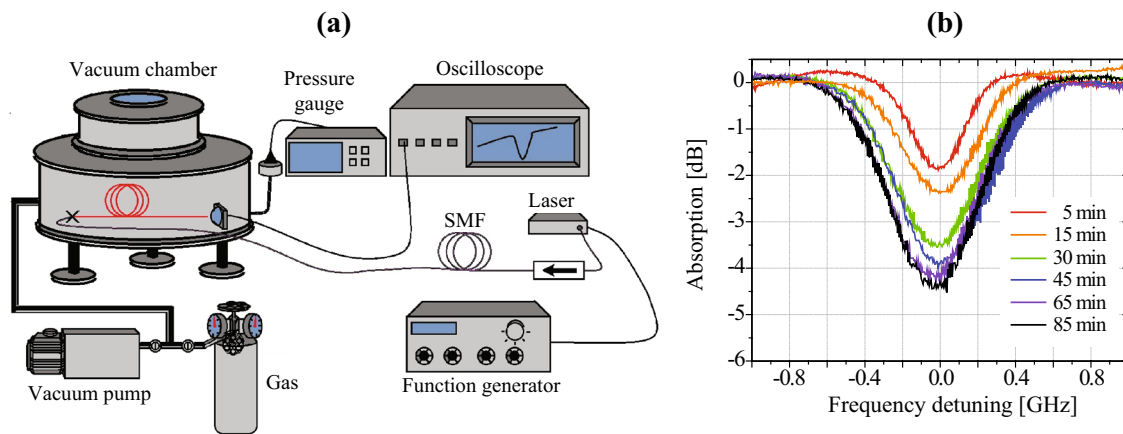 (a)
Vacuum chamber
Pressure
gauge
Oscilloscope
SMF
Laser
Vacuum pump
Gas
Function generator
(b)
Absorption [dB]
0
-1
-2
-3
-4
-5
-6
5 min
15 min
30 min
45 min
65 min
85 min
-0.8
-0.4
0.0
0.4
0.8
Frequency detuning [GHz]